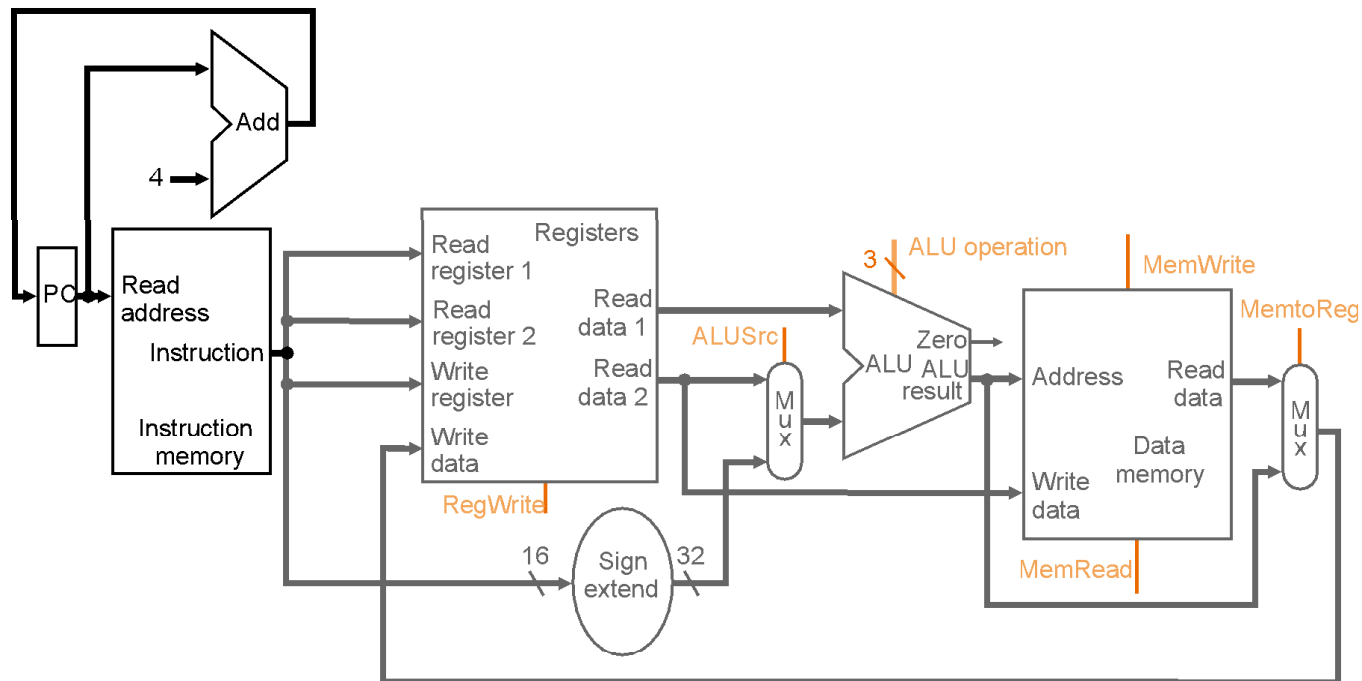 Add
4
PC
Read
address
Instruction
Instruction
memory
Registers
Read
register 1
Read
register 2
Write
register
Write
data
Read
data 1
Read
data 2
RegWrite
16
Sign
extend
32
ALUSrc
M
u
x
3
ALU operation
Zero
ALU
ALU
result
MemWrite
Address
Read
data
Data
memory
Write
data
MemRead
MemtoReg
M
u
x